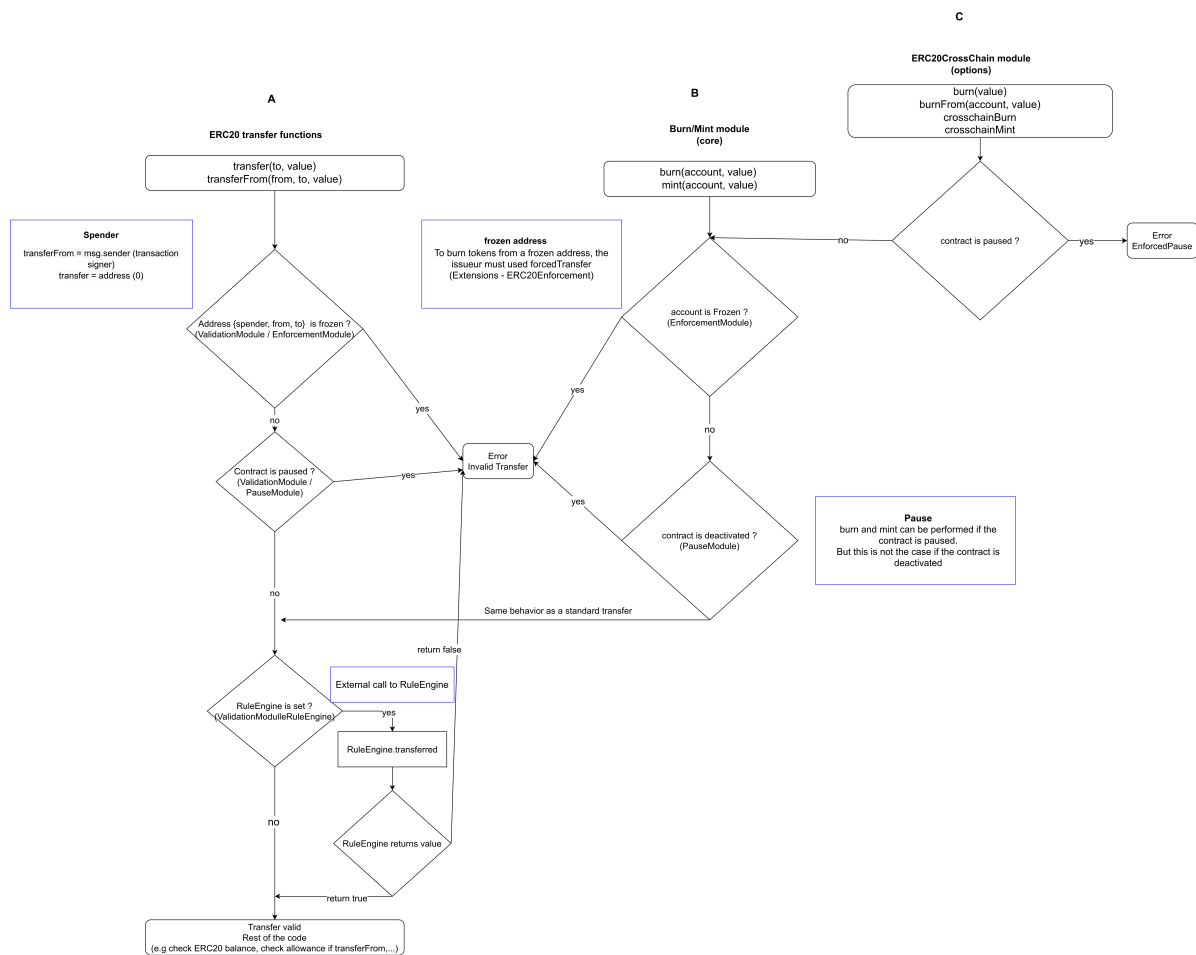 C
ERC20CrossChain module
(options)
burn(value)
burnFrom(account, value)
crosschainBurn
crosschainMint
A
B
ERC20 transfer functions
Burn/Mint module
(core)
transfer(to, value)
transferFrom(from, to, value)
burn(account, value)
mint(account, value)
Spender
transferFrom = msg.sender (transaction
signer)
transfer = address (0)
frozen address
To burn tokens from a frozen address, the
issueur must used forcedTransfer
(Extensions - ERC20Enforcement)
no
contract is paused ?
yes
Error
EnforcedPause
Address {spender, from, to} is frozen ?
(ValidationModule / EnforcementModule)
account is Frozen ?
(EnforcementModule)
yes
yes
no
no
Error
Invalid Transfer
Contract is paused ?
(ValidationModule /
PauseModule)
yes
yes
Pause
burn and mint can be performed if the
contract is paused.
But this is not the case if the contract is
deactivated
contract is deactivated ?
(PauseModule)
no
Same behavior as a standard transfer
return false
External call to RuleEngine
RuleEngine is set ?
(ValidationModulleRuleEngine)
yes
RuleEngine.transferred
no
RuleEngine returns value
return true
Transfer valid
Rest of the code
(e.g check ERC20 balance, check allowance if transferFrom,...)